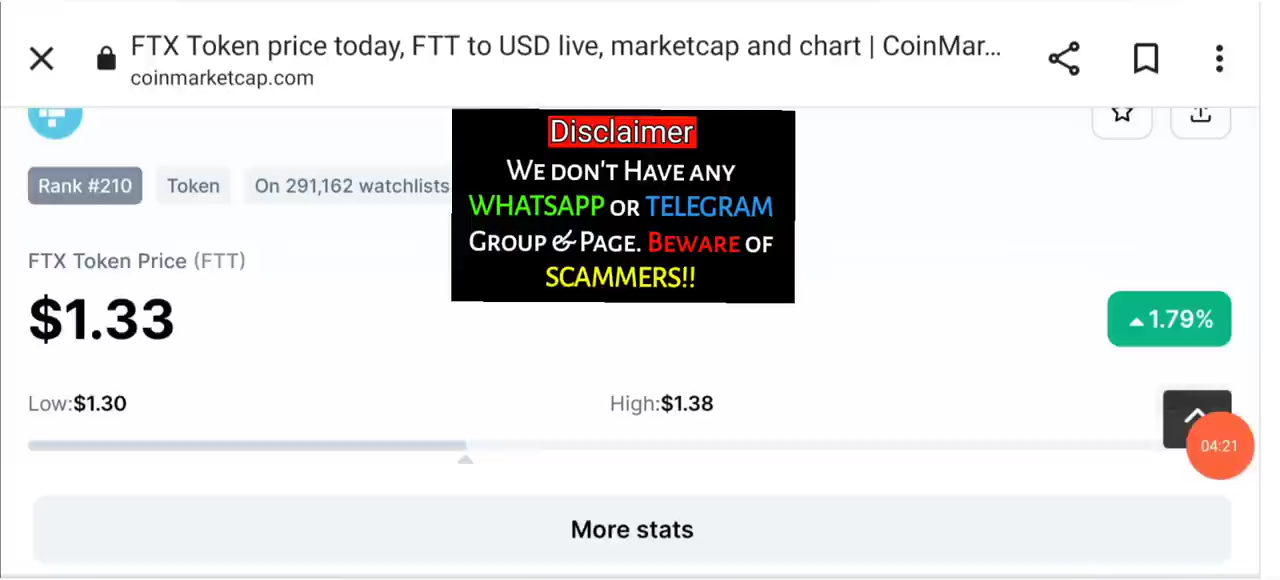 FTX Token price today, FTT to USD live, marketcap and chart | CoinMar...
coinmarketcap.com
Disclaimer
WE DON'T HAVE ANY
WHATSAPP OR TELEGRAM
GROUP & PAGE. BEWARE OF
SCAMMERS!!
Rank #210
Token
On 291,162 watchlists
FTX Token Price (FTT)
$1.33
1.79%
Low:$1.30
High:$1.38
04:21
More stats